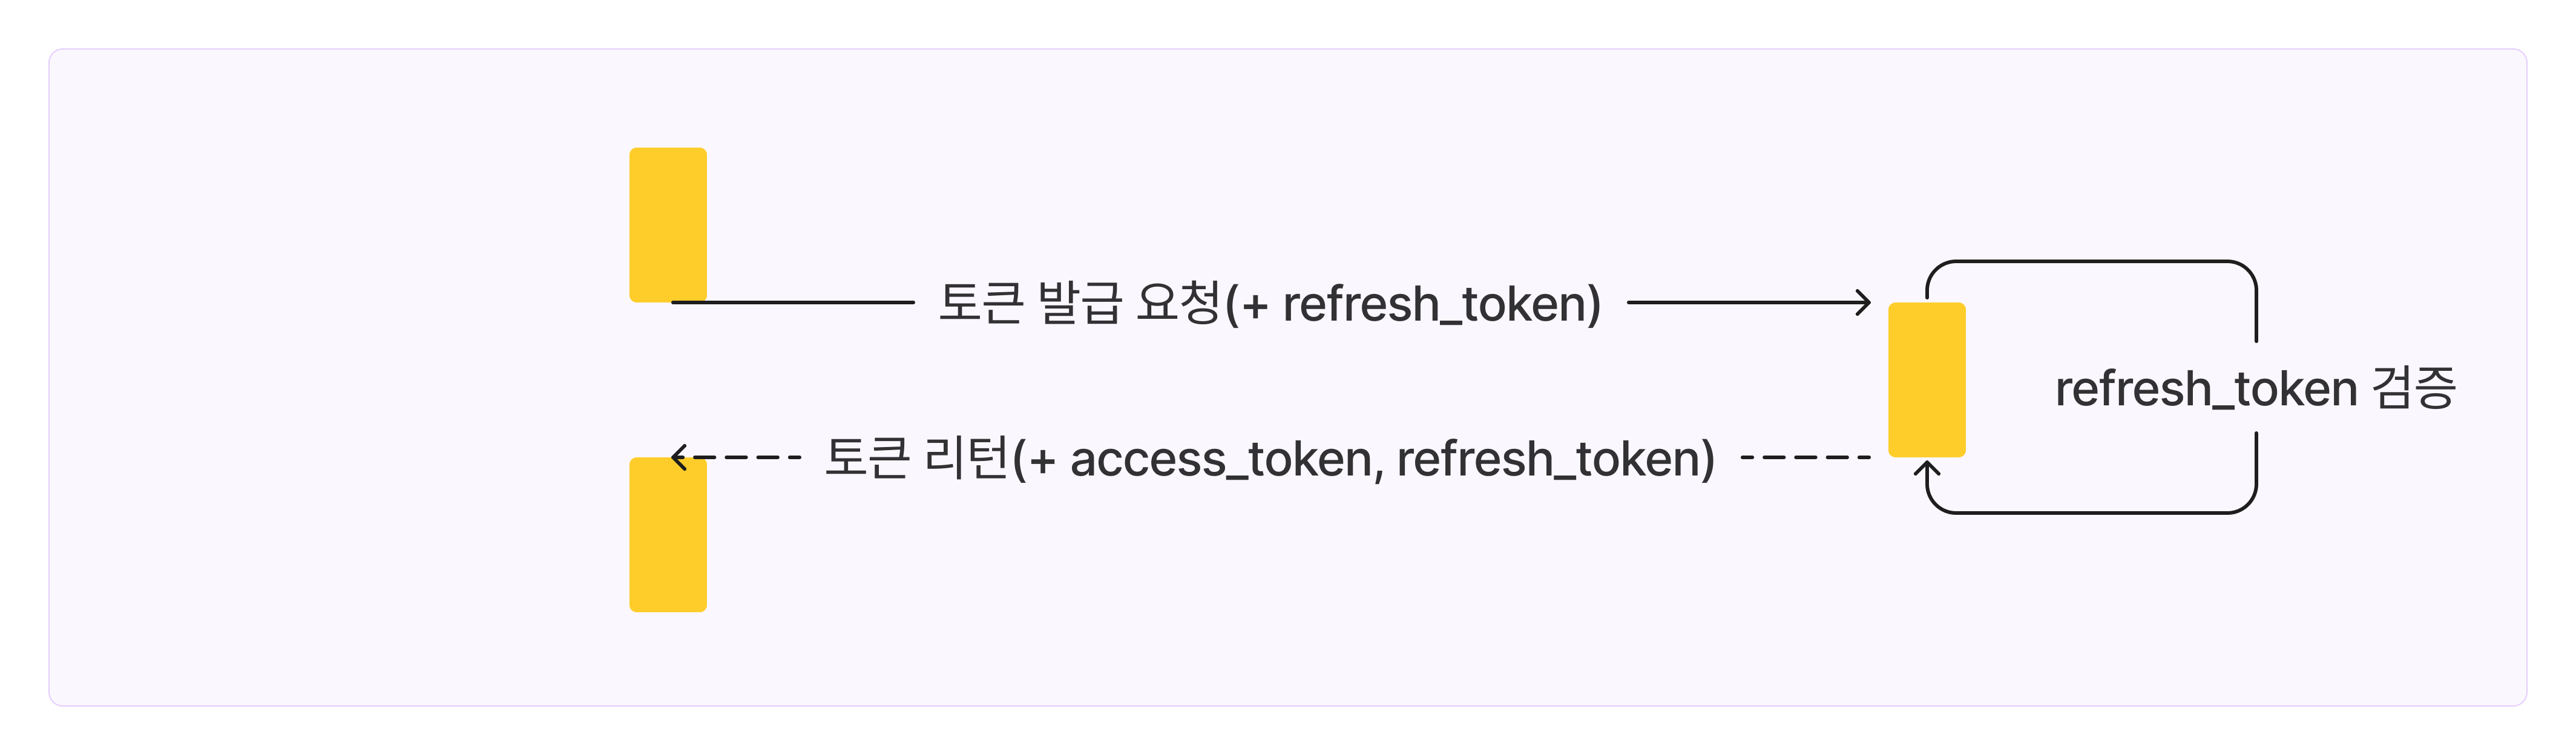 토큰 발급 요청(+ refresh_token)
refresh_token 검증
토큰 리턴(+ access_token, refresh_token)